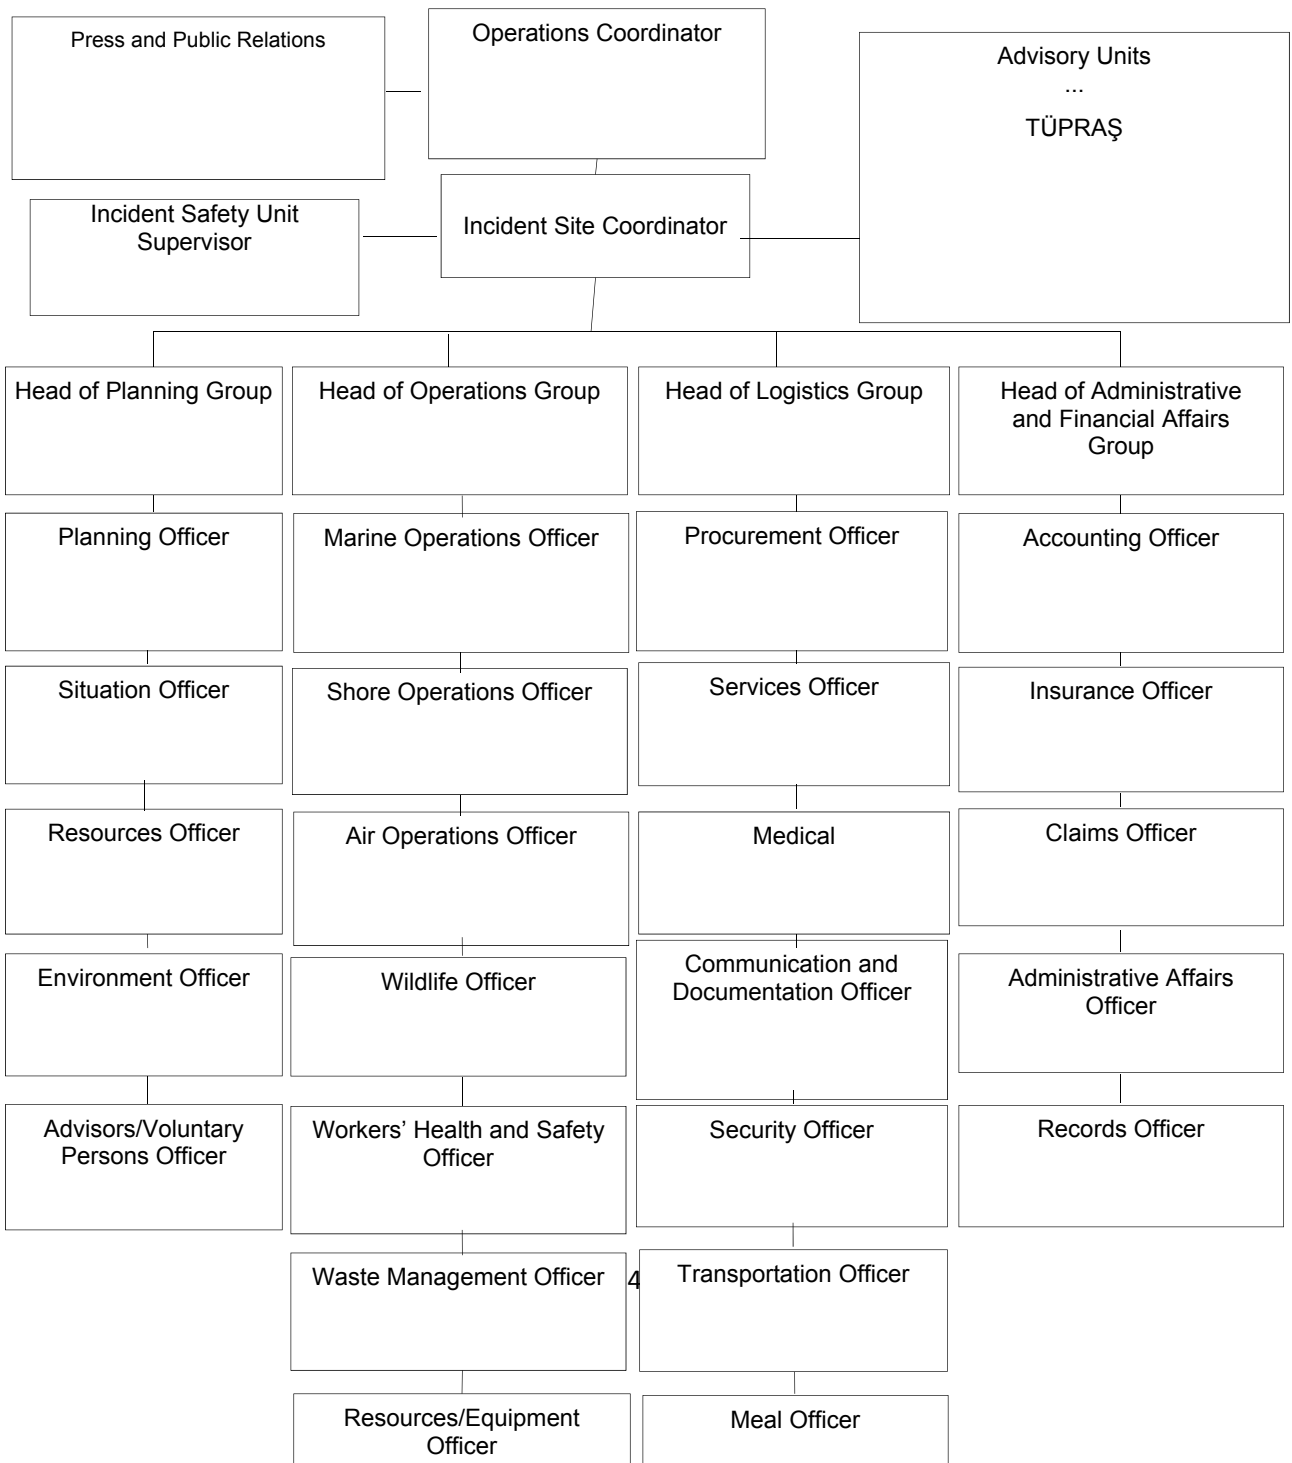 Press and Public Relations
Operations Coordinator
Advisory Units
...
TÜPRAŞ
Incident Safety Unit
Supervisor
Incident Site Coordinator
Head of Planning Group
Head of Operations Group
Head of Logistics Group
Head of Administrative
and Financial Affairs
Group
Planning Officer
Marine Operations Officer
Procurement Officer
Accounting Officer
Situation Officer
Shore Operations Officer
Services Officer
Insurance Officer
Resources Officer
Air Operations Officer
Medical
Claims Officer
Environment Officer
Wildlife Officer
Communication and
Documentation Officer
Administrative Affairs
Officer
Advisors/Voluntary
Persons Officer
Workers’ Health and Safety
Officer
Security Officer
Records Officer
Waste Management Officer
4
Transportation Officer
Resources/Equipment
Officer
Meal Officer